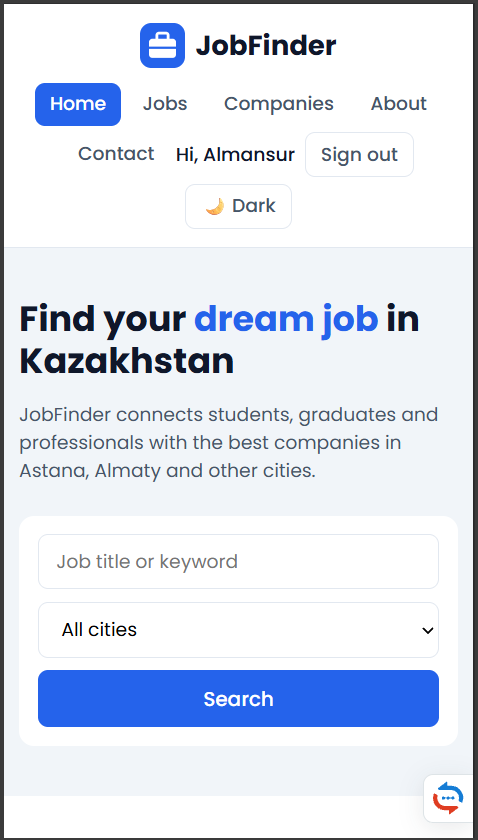 JobFinder
Home Jobs Companies About
Contact Hi, Almansur Sign out
🌙 Dark
Find your dream job in
Kazakhstan
JobFinder connects students, graduates and
professionals with the best companies in
Astana, Almaty and other cities.
Job title or keyword
All cities
Search